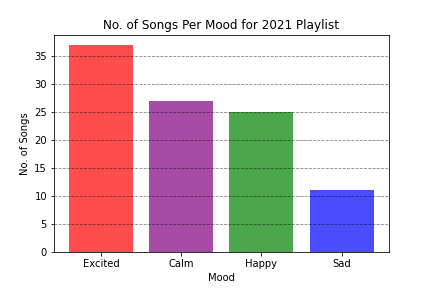 No. of Songs Per Mood for 2021 Playlist
No. of Songs
35
30
25
20
15
10
5
0
Excited Calm Happy Sad
Mood